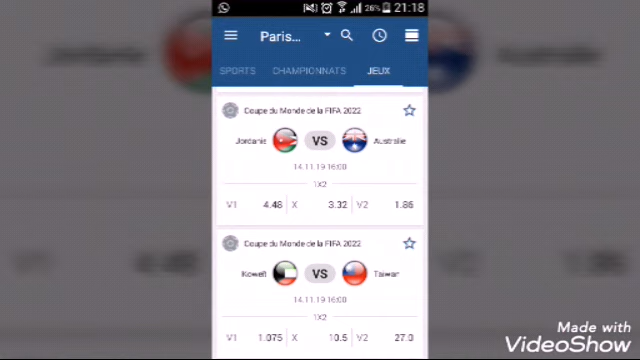 26% 21:18
Paris...
SPORTS CHAMPIONNATS JEUX
Coupe du Monde de la FIFA 2022
Jordanie VS Australie
14.11.19 16:00
1X2
V1 4.48 X 3.32 V2 1.86
Coupe du Monde de la FIFA 2022
Koweït VS Taiwan
14.11.19 16:00
1X2
V1 1.075 X 10.5 V2 27.0
Made with
VideoShow